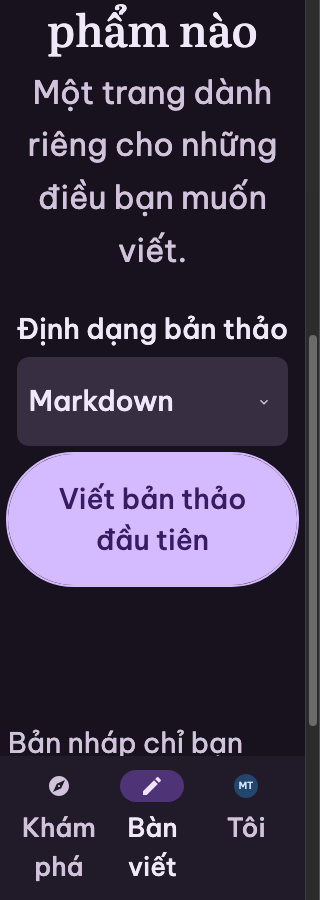 phẩm nào
Một trang dành
riêng cho những
điều bạn muốn
viết.
Định dạng bản thảo
Markdown
Viết bản thảo
đầu tiên
Bản nháp chỉ bạn
Khám
phá
Bàn
viết
MT
Tôi